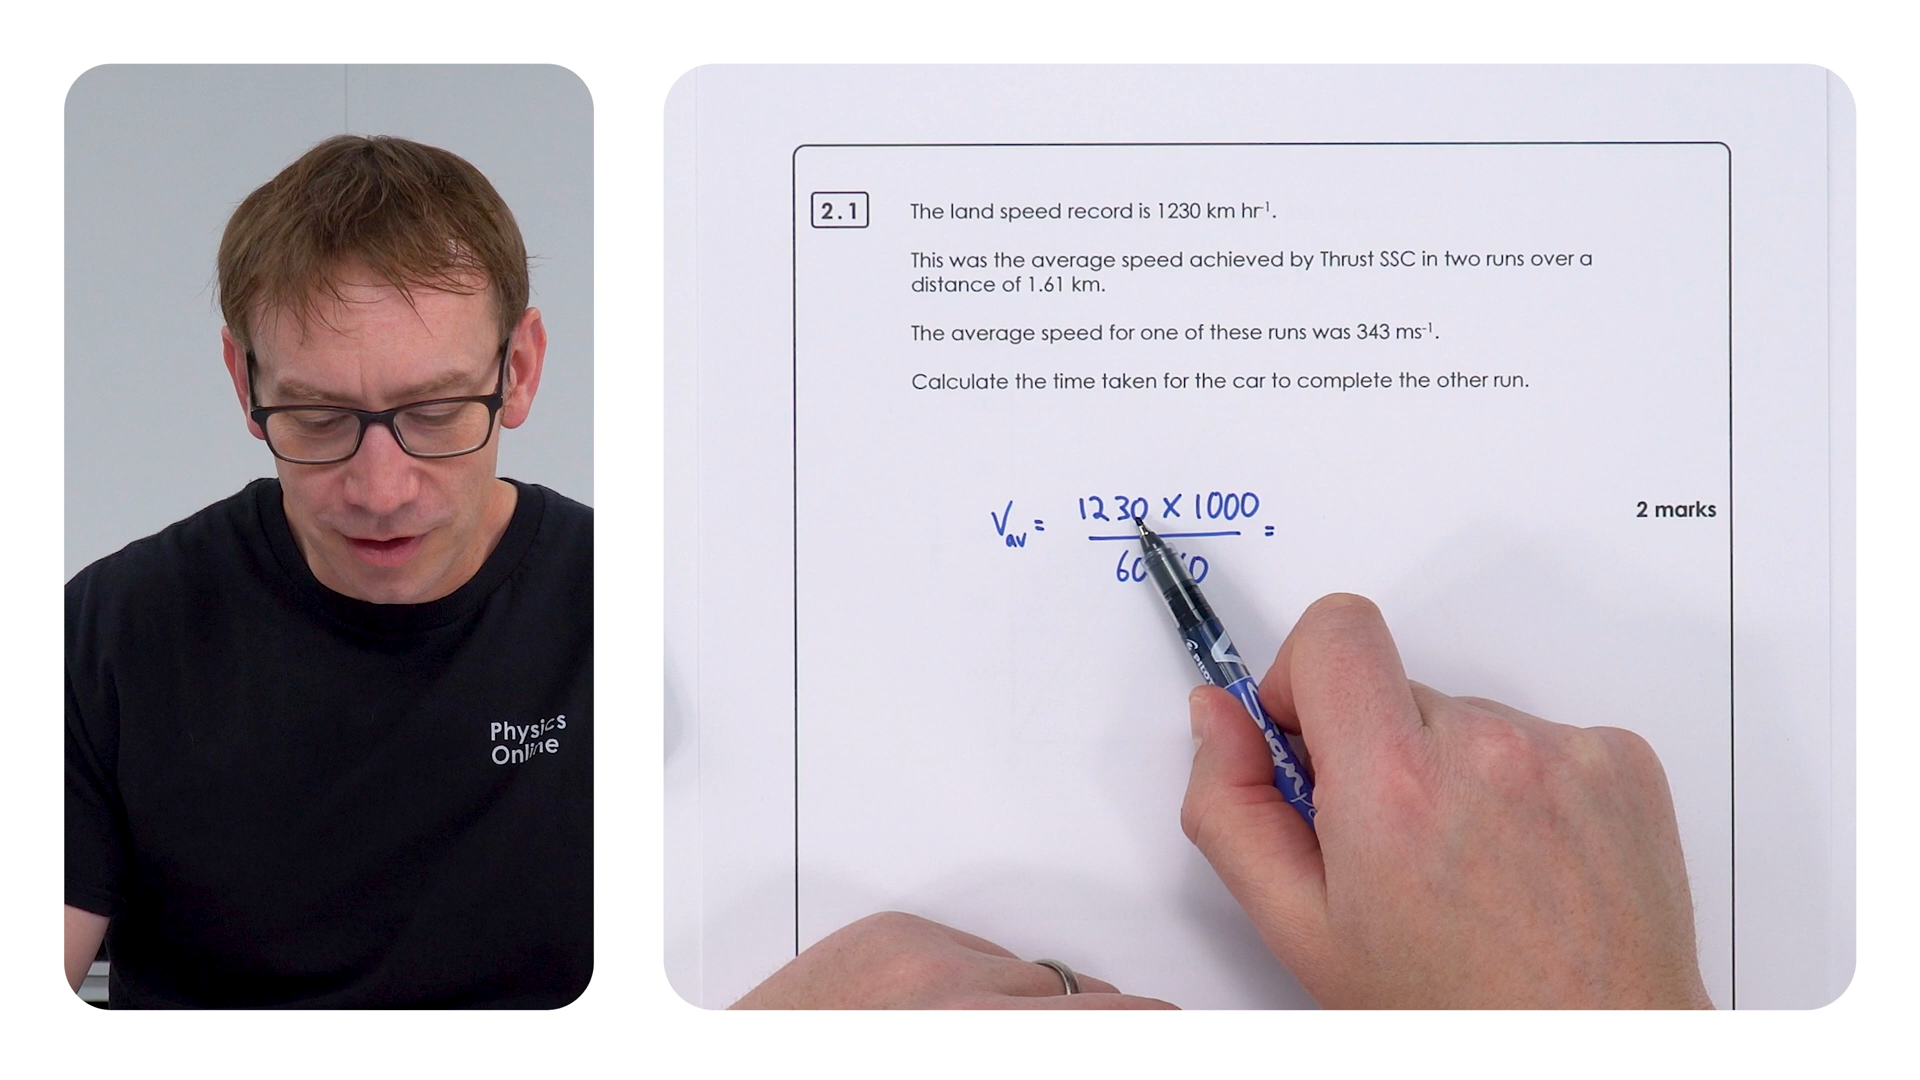 Physics
Online
2.1 The land speed record is 1230 km hr⁻¹.
This was the average speed achieved by Thrust SSC in two runs over a
distance of 1.61 km.
The average speed for one of these runs was 343 ms⁻¹.
Calculate the time taken for the car to complete the other run.
2 marks
Vav = 1230 x 1000 =
60